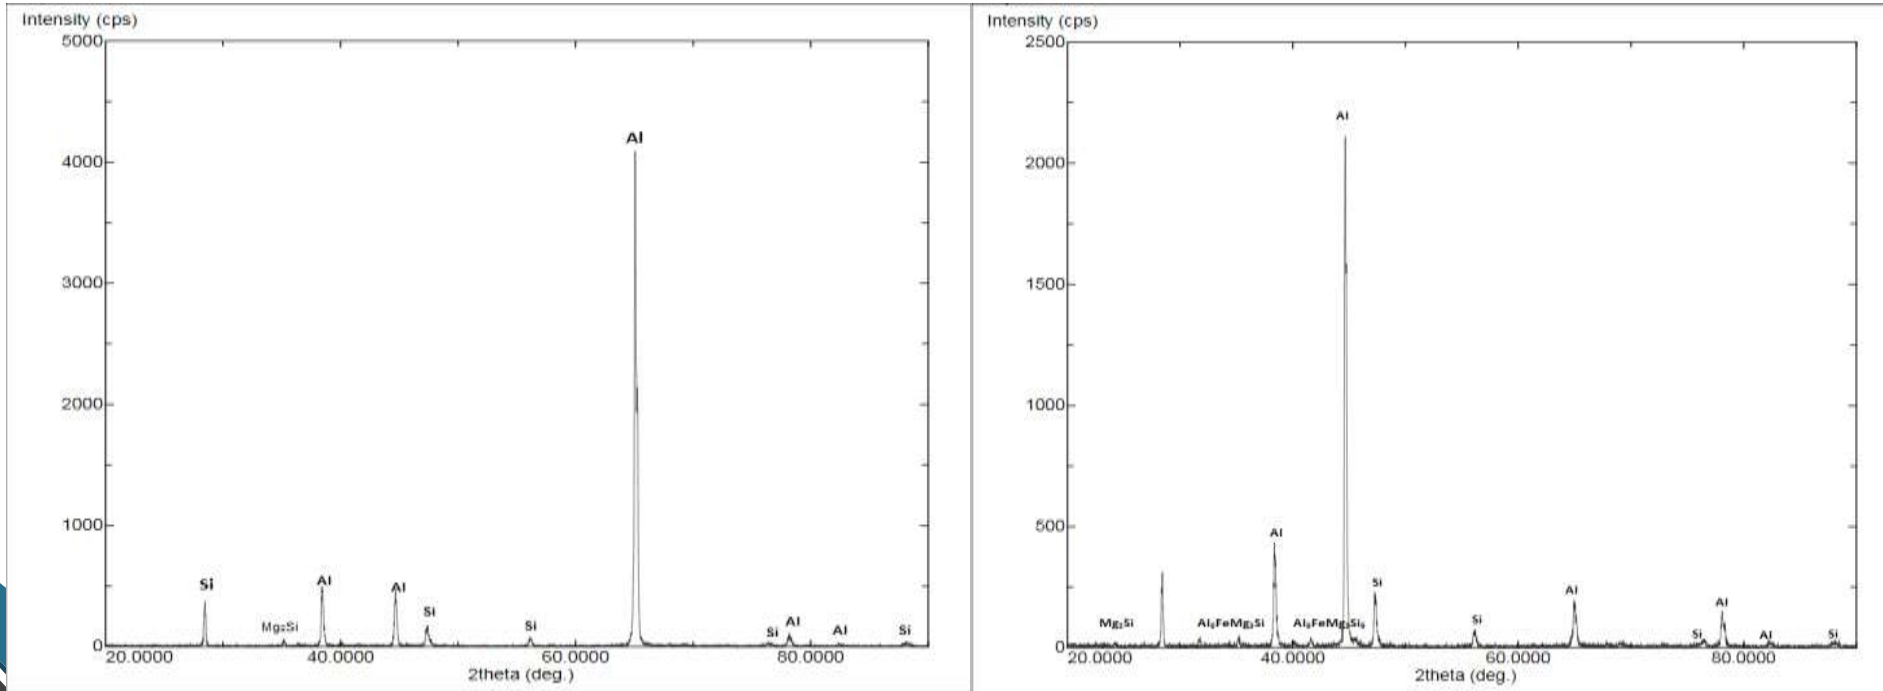 Intensity (cps)
5000
4000
3000
2000
1000
0
Al
Si
Mg₂Si
Al
Al
Si
Si
Si
Al
Al
Si
20.0000 40.0000 60.0000 80.0000
2theta (deg.)
Intensity (cps)
2500
2000
1500
1000
500
0
Al
Al
Si
Al
Al
Mg₂Si
Si
Si
Al
Si
20.0000 40.0000 60.0000 80.0000
2theta (deg.)